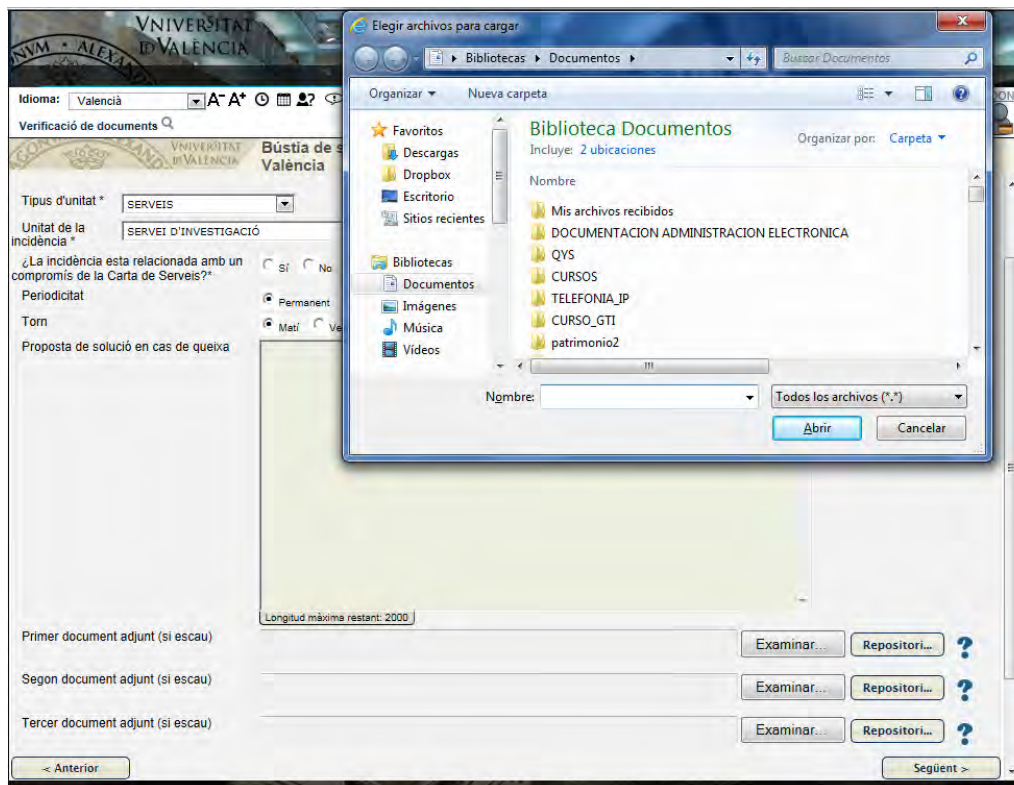 VNIVERSITAT
ID VALÈNCIA
Idioma: Valencià A- A+
Verificació de documents
VNIVERSITAT
ID VALÈNCIA
Bústia de s
València
Tipus d'unitat * SERVEIS
Unitat de la
incidència * SERVEI D'INVESTIGACIÓ
¿La incidència esta relacionada amb un
compromís de la Carta de Serveis?* Sí No
Periodicitat Permanent
Torn Matí Ve
Proposta de solució en cas de queixa
Longitud màxima restant: 2000
Primer document adjunt (si escau) Examinar... Repositori... ?
Segon document adjunt (si escau) Examinar... Repositori... ?
Tercer document adjunt (si escau) Examinar... Repositori... ?
< Anterior Següent >
Elegir archivos para cargar
Bibliotecas Documentos Buscar Documentos
Organizar Nueva carpeta
Favoritos
Descargas
Dropbox
Escritorio
Sitios recientes
Bibliotecas
Documentos
Imágenes
Música
Vídeos
Biblioteca Documentos
Incluye: 2 ubicaciones
Organizar por: Carpeta
Nombre
Mis archivos recibidos
DOCUMENTACION ADMINISTRACION ELECTRONICA
QYS
CURSOS
TELEFONIA_IP
CURSO_GTI
patrimonio2
Nombre: Todos los archivos (*.*)
Abrir Cancelar